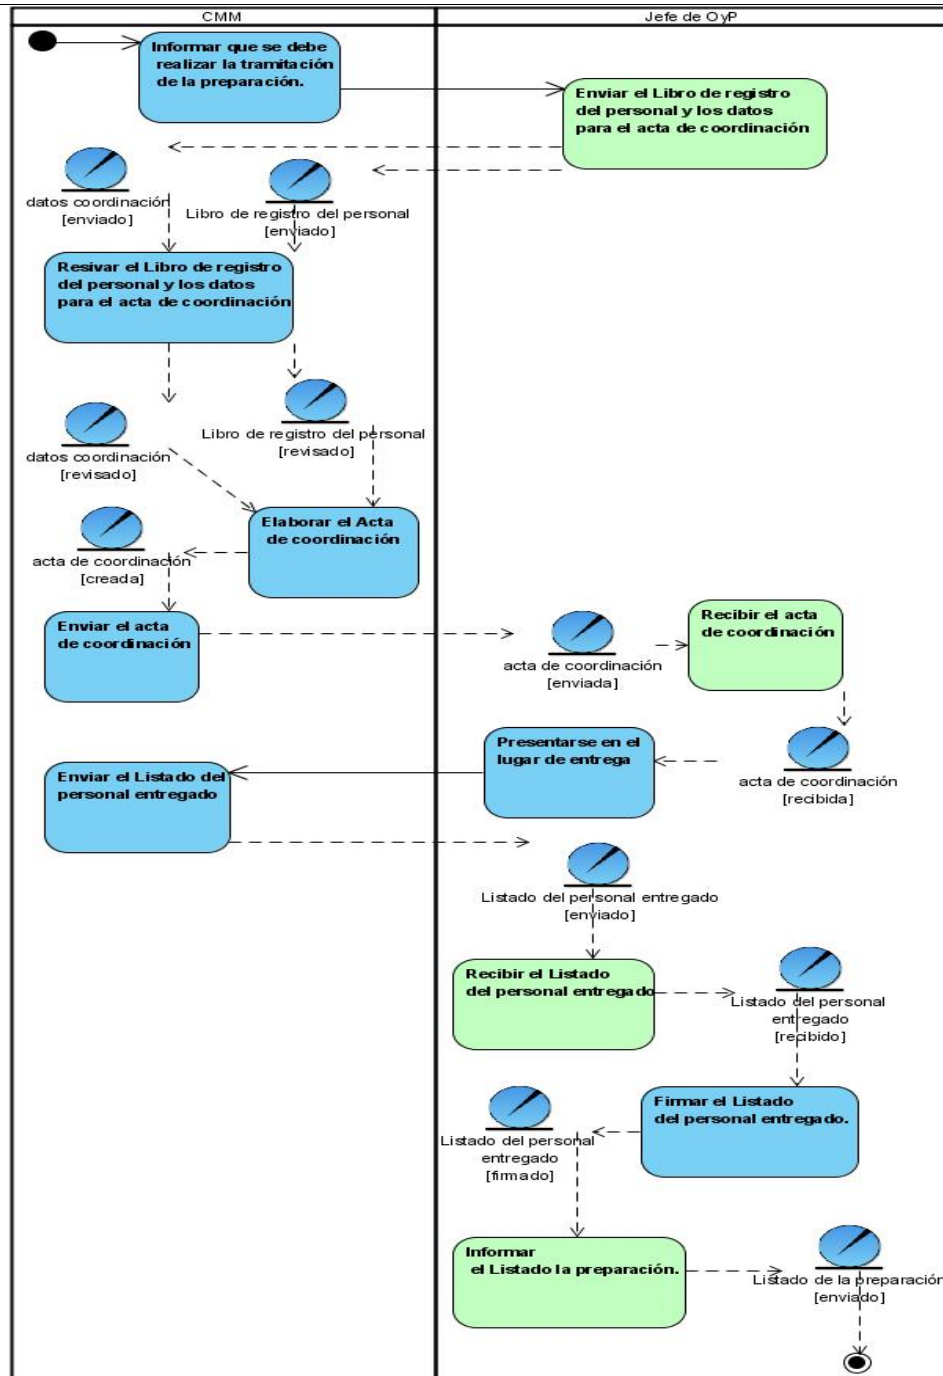 CMM
Jefe de OyP
Informar que se debe
realizar la tramitación
de la preparación.
Enviar el Libro de registro
del personal y los datos
para el acta de coordinación
datos coordinación
[enviado]
Libro de registro del personal
[enviado]
Resivar el Libro de registro
del personal y los datos
para el acta de coordinación
datos coordinación
[revisado]
Libro de registro del personal
[revisado]
Elaborar el Acta
de coordinación
acta de coordinación
[creada]
Enviar el acta
de coordinación
acta de coordinación
[enviada]
Recibir el acta
de coordinación
acta de coordinación
[recibida]
Presentarse en el
lugar de entrega
Enviar el Listado del
personal entregado
Listado del personal entregado
[enviado]
Recibir el Listado
del personal entregado
Listado del personal
entregado
[recibido]
Firmar el Listado
del personal entregado.
Listado del personal
entregado
[firmado]
Informar
el Listado la preparación.
Listado de la preparación
[enviado]